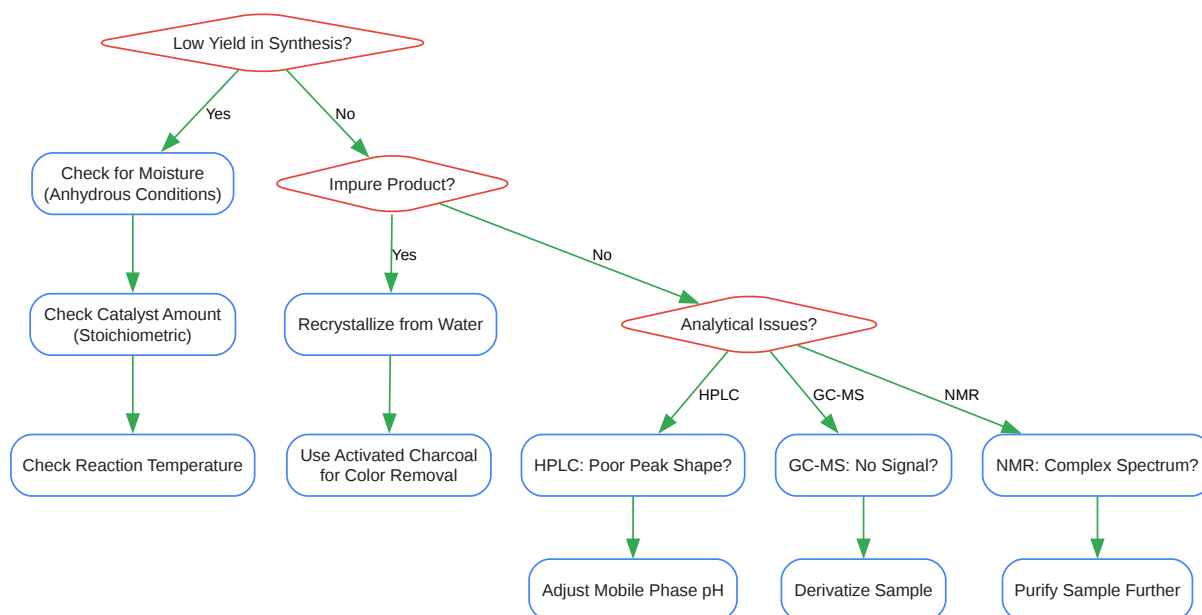 Low Yield in Synthesis?
Yes
No
Check for Moisture
(Anhydrous Conditions)
Impure Product?
Yes
No
Check Catalyst Amount
(Stoichiometric)
Recrystallize from Water
Analytical Issues?
HPLC
GC-MS
NMR
Check Reaction Temperature
Use Activated Charcoal
for Color Removal
HPLC: Poor Peak Shape?
GC-MS: No Signal?
NMR: Complex Spectrum?
Adjust Mobile Phase pH
Derivatize Sample
Purify Sample Further